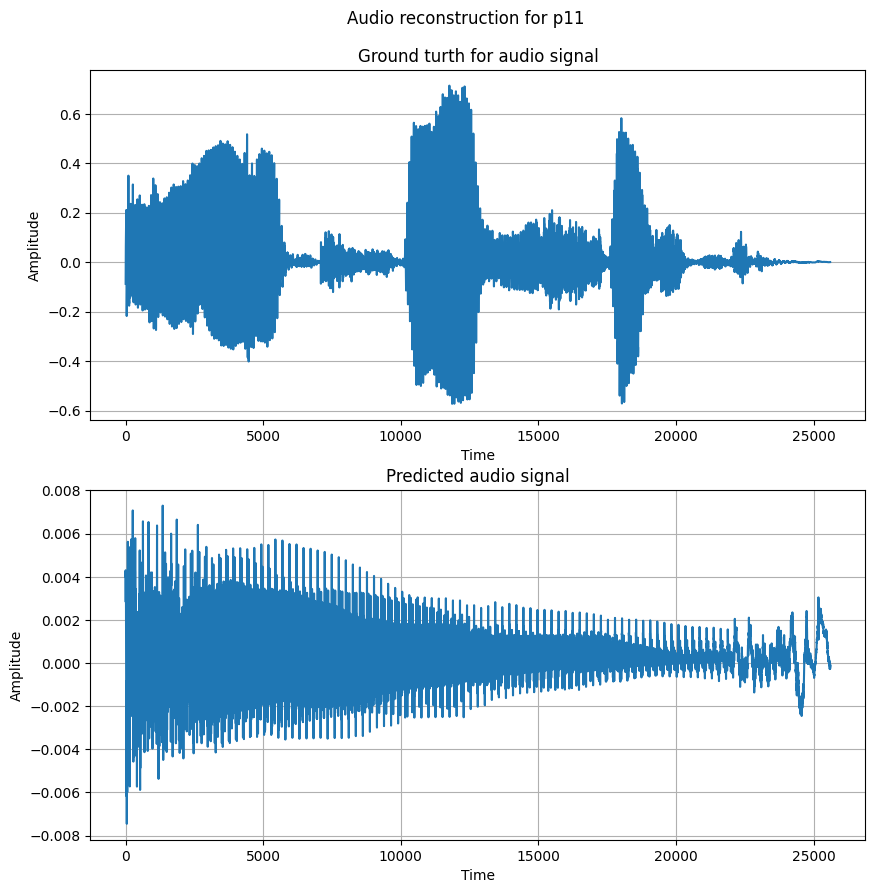 Audio reconstruction for p11
Ground turth for audio signal
0.6
0.4
0.2
0.0
−0.2
−0.4
−0.6
Amplitude
0 5000 10000 15000 20000 25000
Time
Predicted audio signal
0.008
0.006
0.004
0.002
0.000
−0.002
−0.004
−0.006
−0.008
Amplitude
0 5000 10000 15000 20000 25000
Time